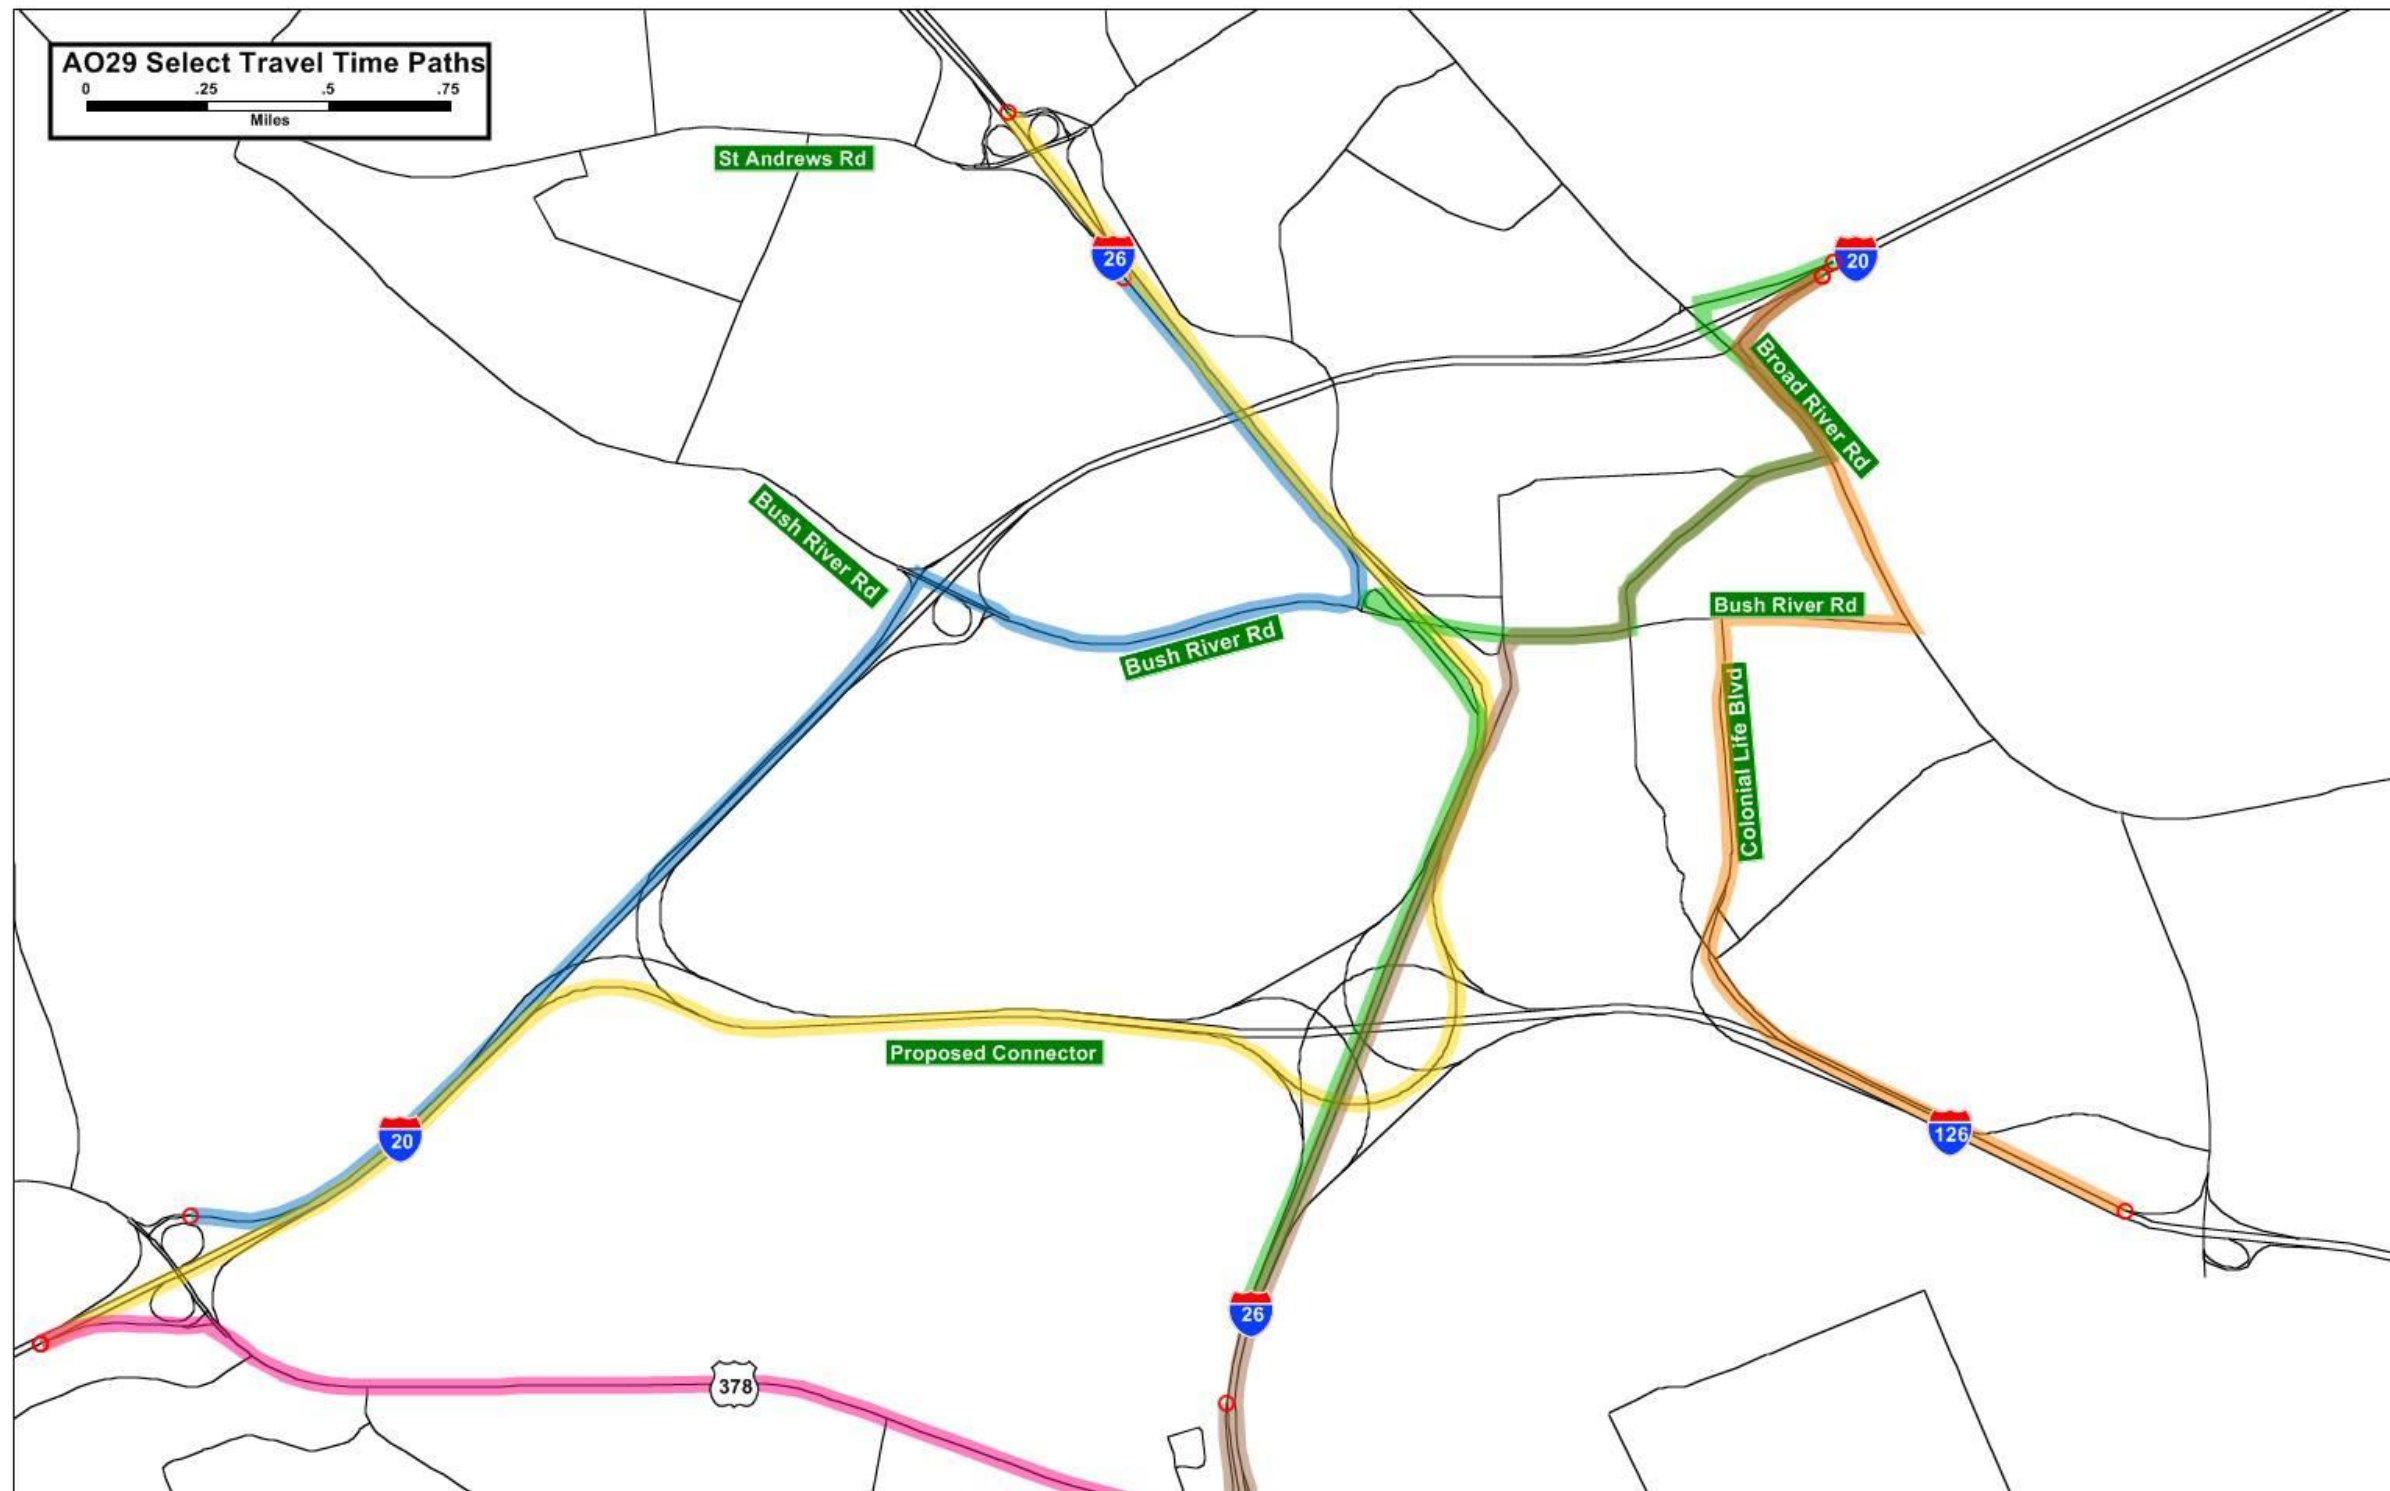 AO29 Select Travel Time Paths
0 .25 .5 .75
Miles
St Andrews Rd
26
20
Broad River Rd
Bush River Rd
Bush River Rd
Bush River Rd
Colonial Life Blvd
Proposed Connector
20
126
26
378